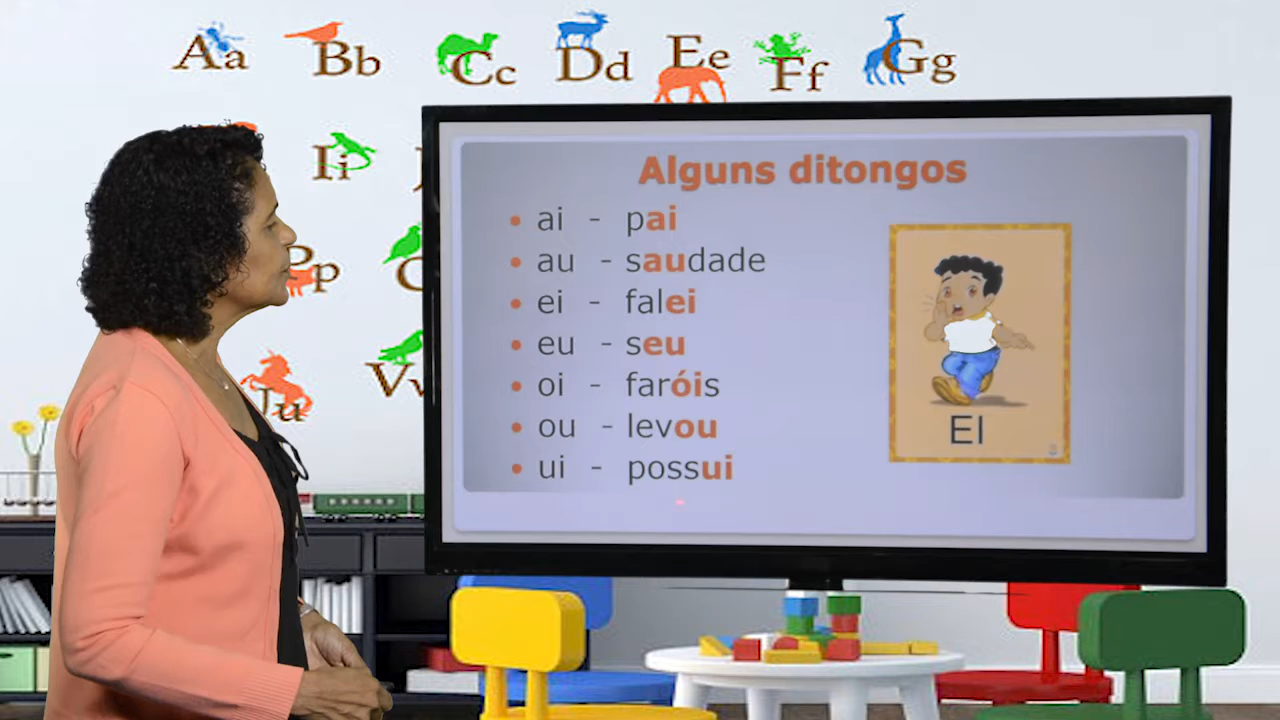 Aa Bb Cc Dd Ee Ff Gg
Ii
Pp
Uu
Alguns ditongos
• ai - pai
• au - saudade
• ei - falei
• eu - seu
• oi - faróis
• ou - levou
• ui - possui
EI